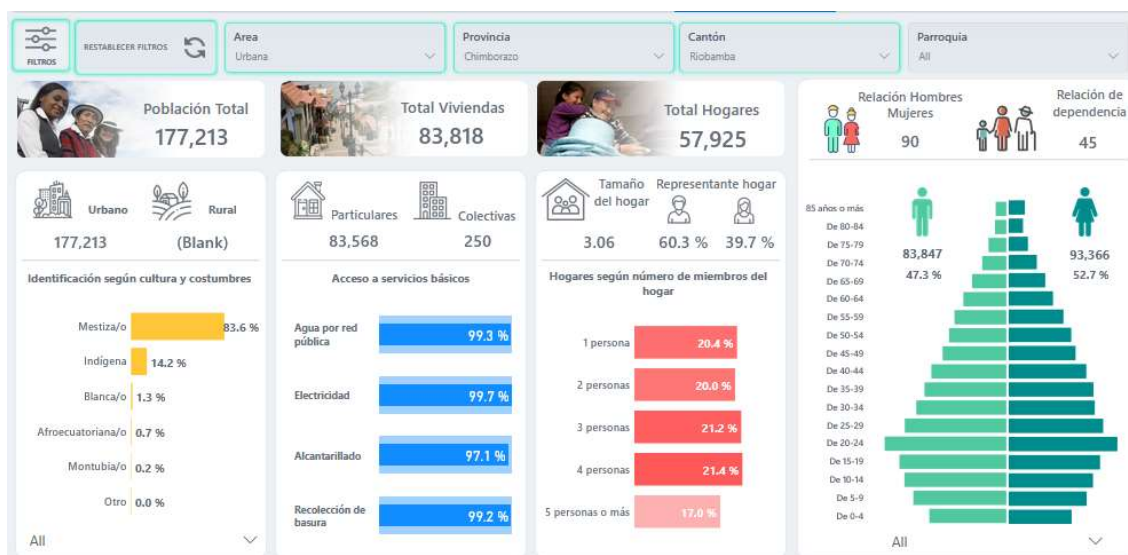 FILTROS
RESTABLECER FILTROS
Area
Urbana
Provincia
Chimborazo
Cantón
Riobamba
Parroquia
All
Población Total
177,213
Total Viviendas
83,818
Total Hogares
57,925
Relación Hombres
Mujeres
90
Relación de
dependencia
45
Urbano
177,213
Rural
(Blank)
Identificación según cultura y costumbres
Mestiza/o 83.6 %
Indígena 14.2 %
Blanca/o 1.3 %
Afroecuatoriana/o 0.7 %
Montubia/o 0.2 %
Otro 0.0 %
All
Particulares
83,568
Colectivas
250
Acceso a servicios básicos
Agua por red
pública
99.3 %
Electricidad 99.7 %
Alcantarillado 97.1 %
Recolección de
basura
99.2 %
Tamaño
del hogar
3.06
Representante hogar
60.3 % 39.7 %
Hogares según número de miembros del
hogar
1 persona 20.4 %
2 personas 20.0 %
3 personas 21.2 %
4 personas 21.4 %
5 personas o más 17.0 %
83,847
47.3 %
93,366
52.7 %
85 años o más
De 80-84
De 75-79
De 70-74
De 65-69
De 60-64
De 55-59
De 50-54
De 45-49
De 40-44
De 35-39
De 30-34
De 25-29
De 20-24
De 15-19
De 10-14
De 5-9
De 0-4
All